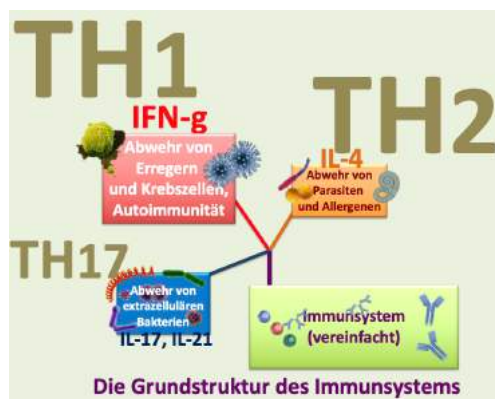 TH1
IFN-g
Abwehr von
Erregern
und Krebszellen,
Autoimmunität
TH2
IL-4
Abwehr von
Parasiten
und Allergenen
TH17
Abwehr von
extrazellulären
Bakterien
IL-17, IL-21
Immunsystem
(vereinfacht)
Die Grundstruktur des Immunsystems